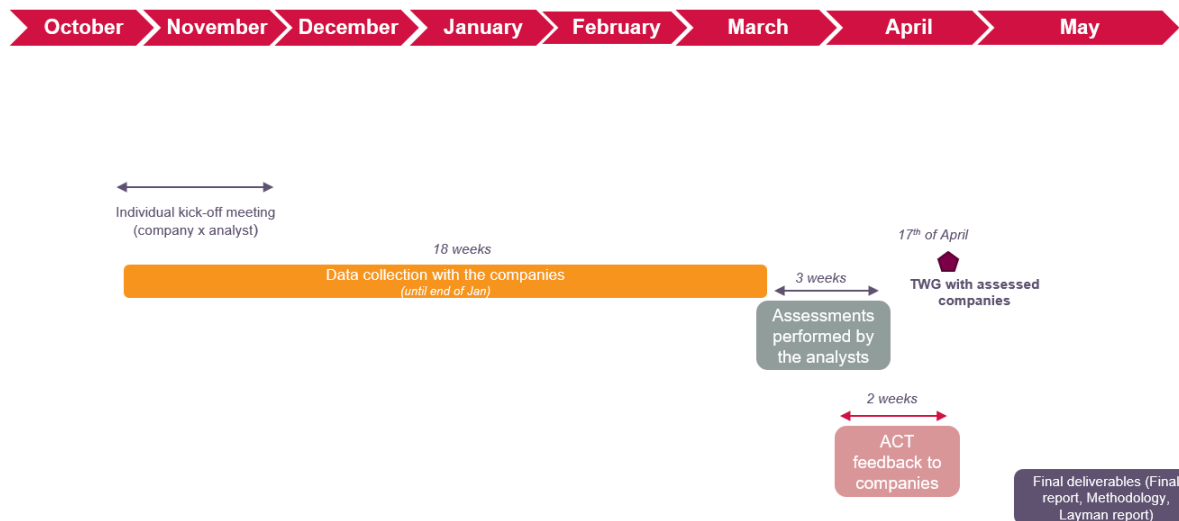 October November December January February March April May
Individual kick-off meeting
(company x analyst)
18 weeks
Data collection with the companies
(until end of Jan)
3 weeks
Assessments
performed by
the analysts
17th of April
TWG with assessed
companies
2 weeks
ACT
feedback to
companies
Final deliverables (Final
report, Methodology,
Layman report)